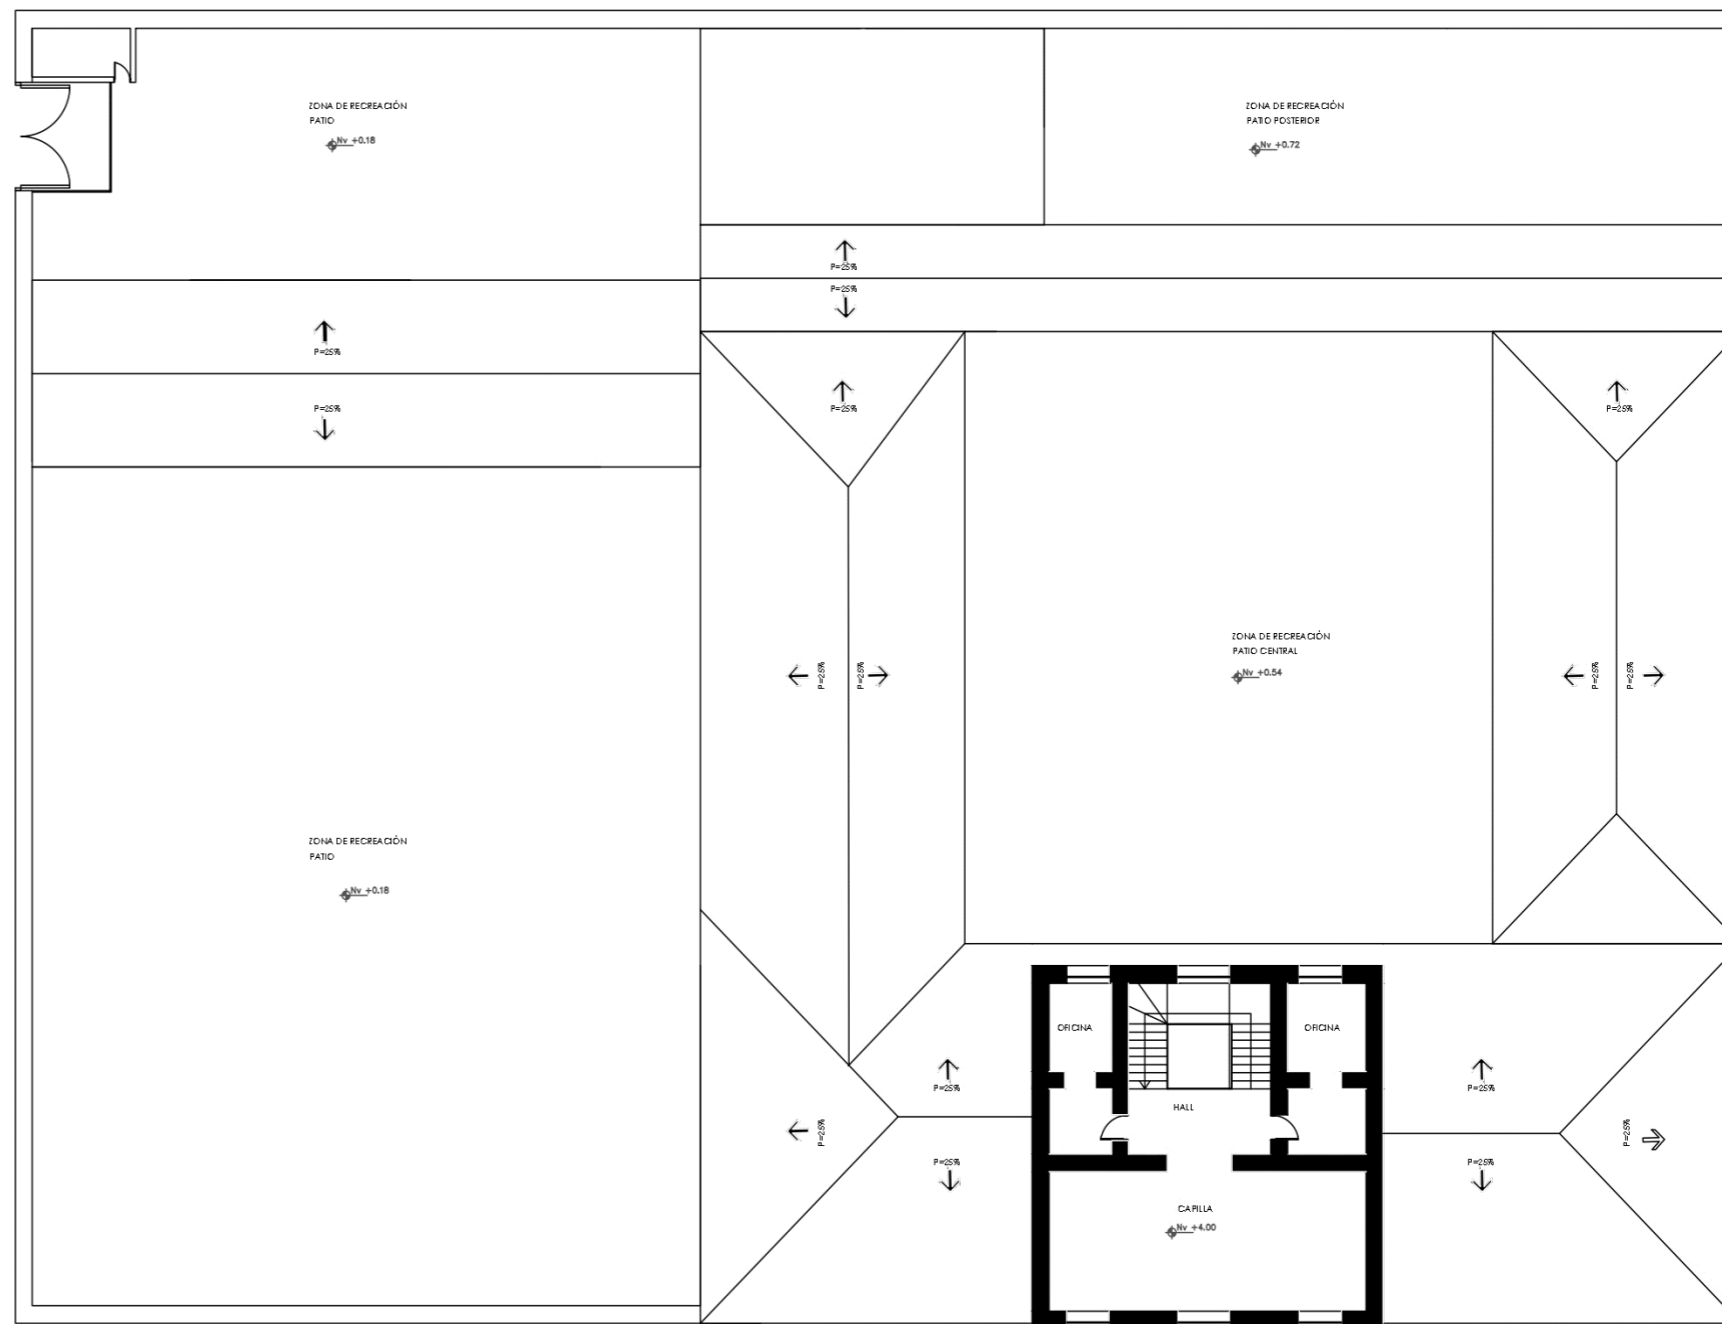 ZONA DE RECREACIÓN
PATIO
Nv +0.18
ZONA DE RECREACIÓN
PATIO POSTERIOR
Nv +0.72
P=25%
P=25%
P=25%
P=25%
P=25%
P=25%
ZONA DE RECREACIÓN
PATIO CENTRAL
Nv +0.54
P=25%
P=25%
P=25%
P=25%
ZONA DE RECREACIÓN
PATIO
Nv +0.18
OFICINA
OFICINA
HALL
P=25%
P=25%
P=25%
P=25%
P=25%
P=25%
CAPILLA
Nv +4.00